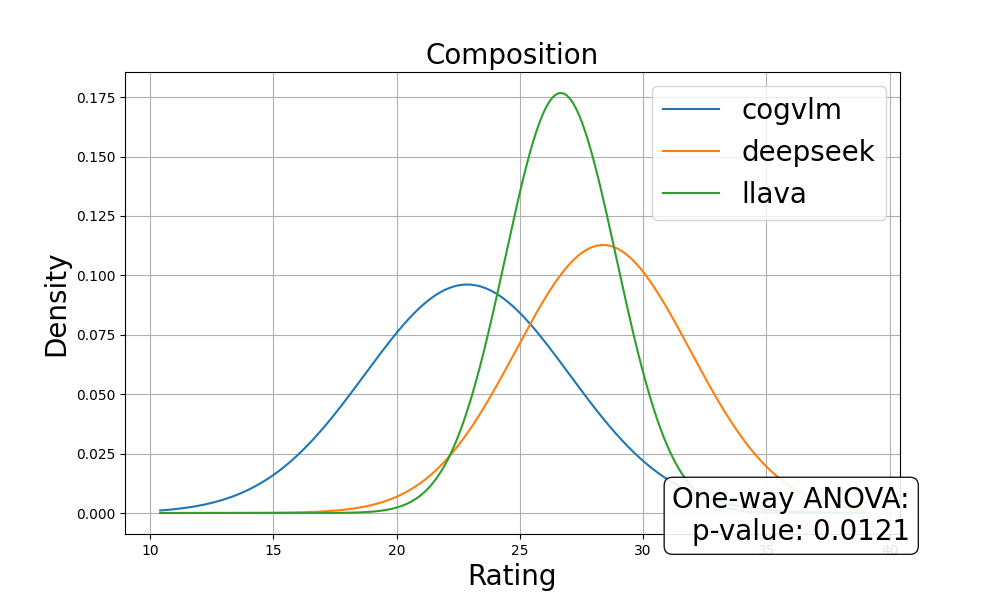 Composition
cogvlm
deepseek
llava
Density
0.175
0.150
0.125
0.100
0.075
0.050
0.025
0.000
One-way ANOVA:
p-value: 0.0121
10 15 20 25 30 35 40
Rating